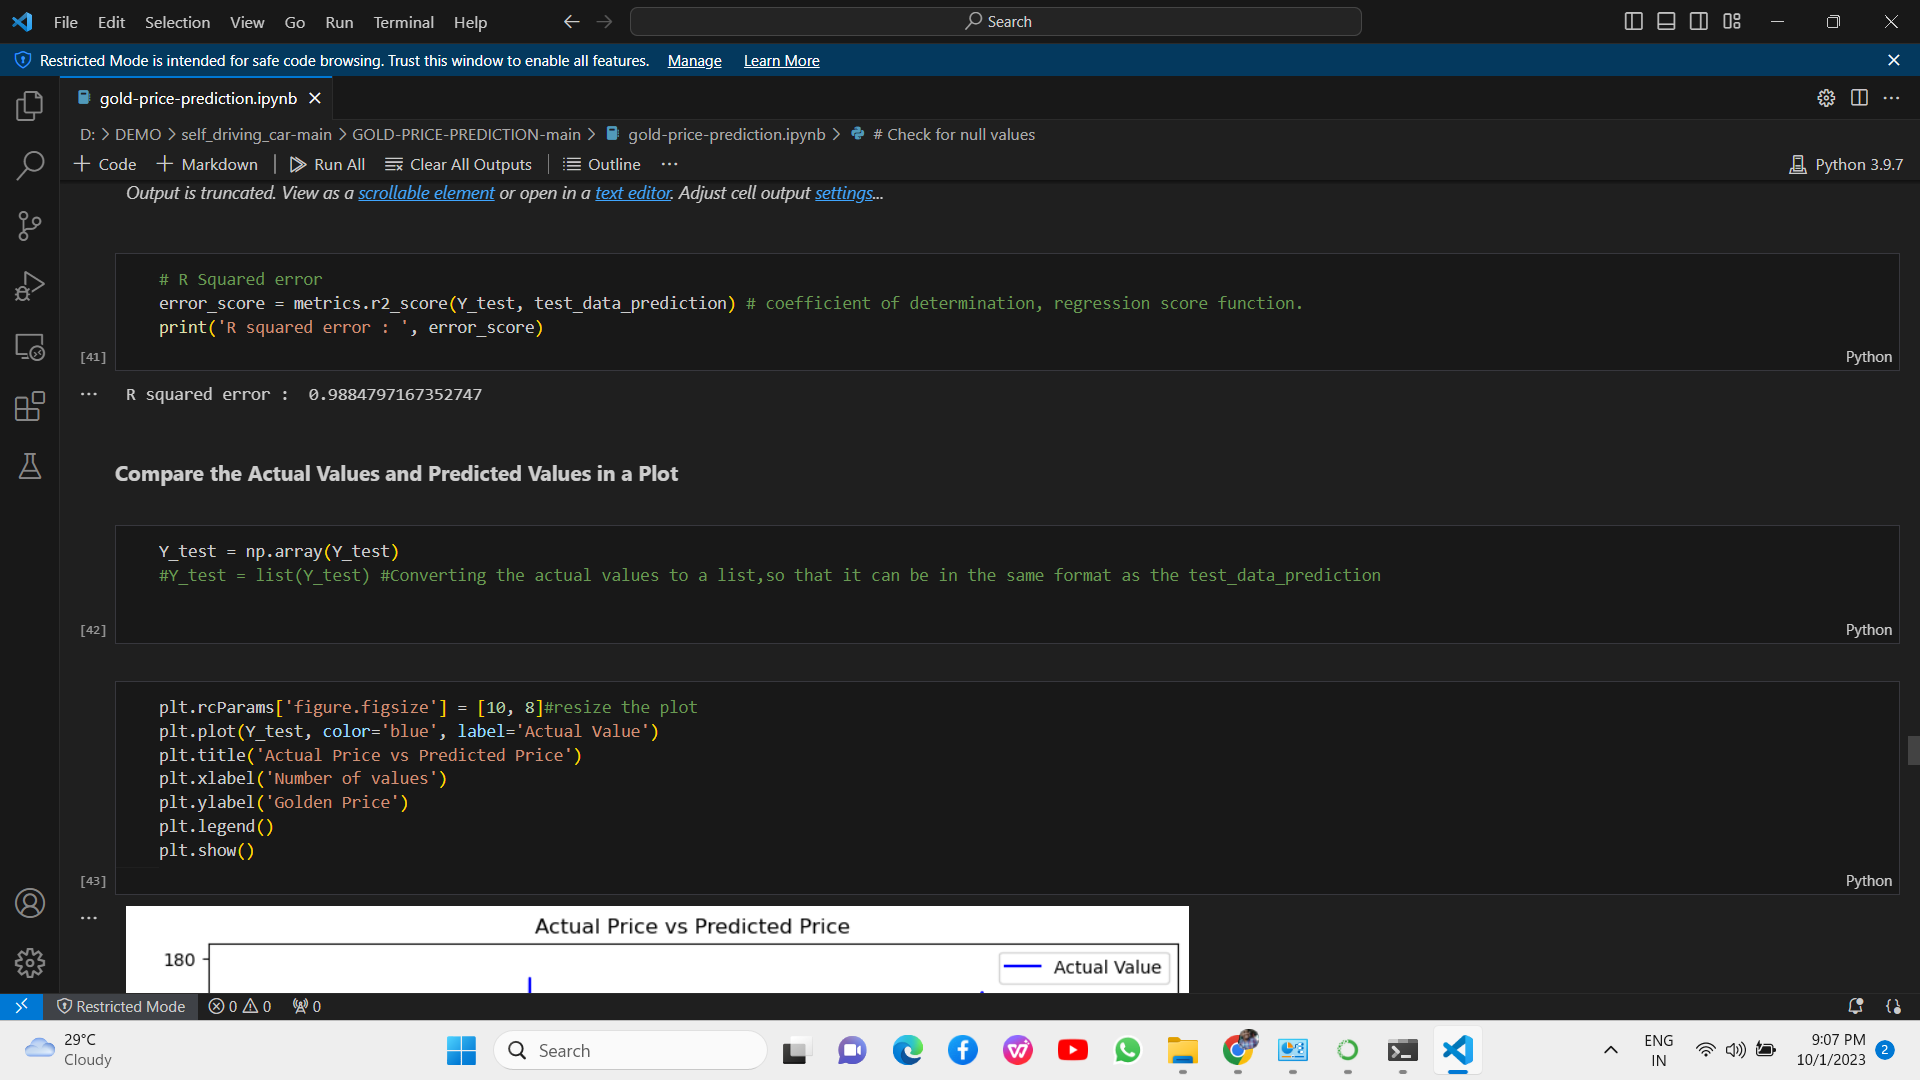 File Edit Selection View Go Run Terminal Help Search
Restricted Mode is intended for safe code browsing. Trust this window to enable all features. Manage Learn More
gold-price-prediction.ipynb
D: > DEMO > self_driving_car-main > GOLD-PRICE-PREDICTION-main > gold-price-prediction.ipynb > # Check for null values
+ Code + Markdown Run All Clear All Outputs Outline ... Python 3.9.7
Output is truncated. View as a scrollable element or open in a text editor. Adjust cell output settings...
# R Squared error
error_score = metrics.r2_score(Y_test, test_data_prediction) # coefficient of determination, regression score function.
print('R squared error : ', error_score)
[41] Python
... R squared error :  0.9884797167352747
Compare the Actual Values and Predicted Values in a Plot
Y_test = np.array(Y_test)
#Y_test = list(Y_test) #Converting the actual values to a list,so that it can be in the same format as the test_data_prediction
[42] Python
plt.rcParams['figure.figsize'] = [10, 8]#resize the plot
plt.plot(Y_test, color='blue', label='Actual Value')
plt.title('Actual Price vs Predicted Price')
plt.xlabel('Number of values')
plt.ylabel('Golden Price')
plt.legend()
plt.show()
[43] Python
...
Actual Price vs Predicted Price
180
Actual Value
Restricted Mode 0 0 0
29°C
Cloudy
Search
ENG
IN
9:07 PM
10/1/2023
2